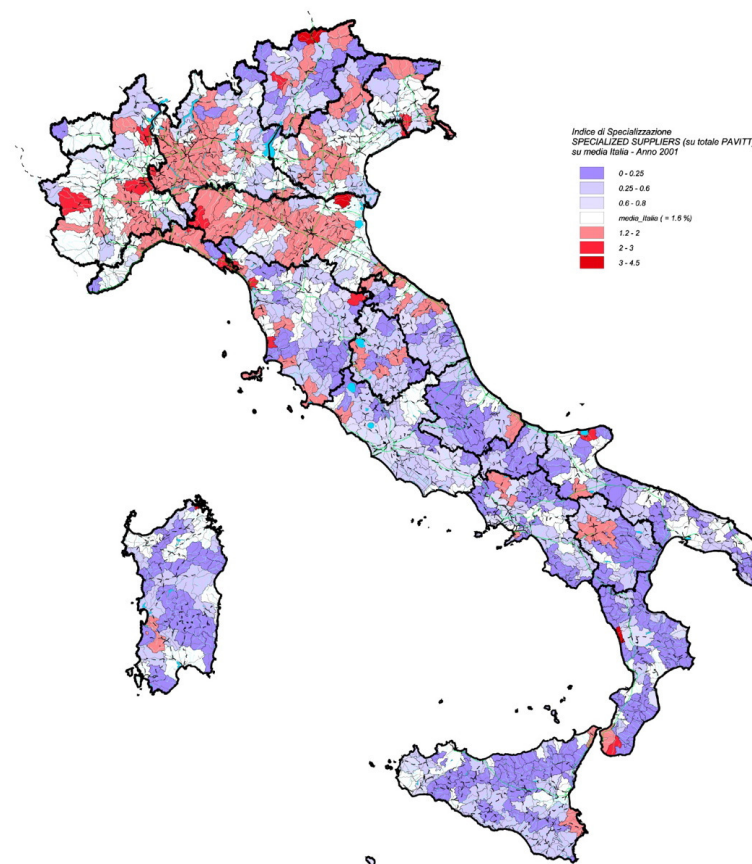 Indice di Specializzazione
SPECIALIZED SUPPLIERS (su totale PAVITT)
su media Italia - Anno 2001
0 - 0.25
0.25 - 0.6
0.6 - 0.8
media_Italia ( = 1.6 %)
1.2 - 2
2 - 3
3 - 4.5